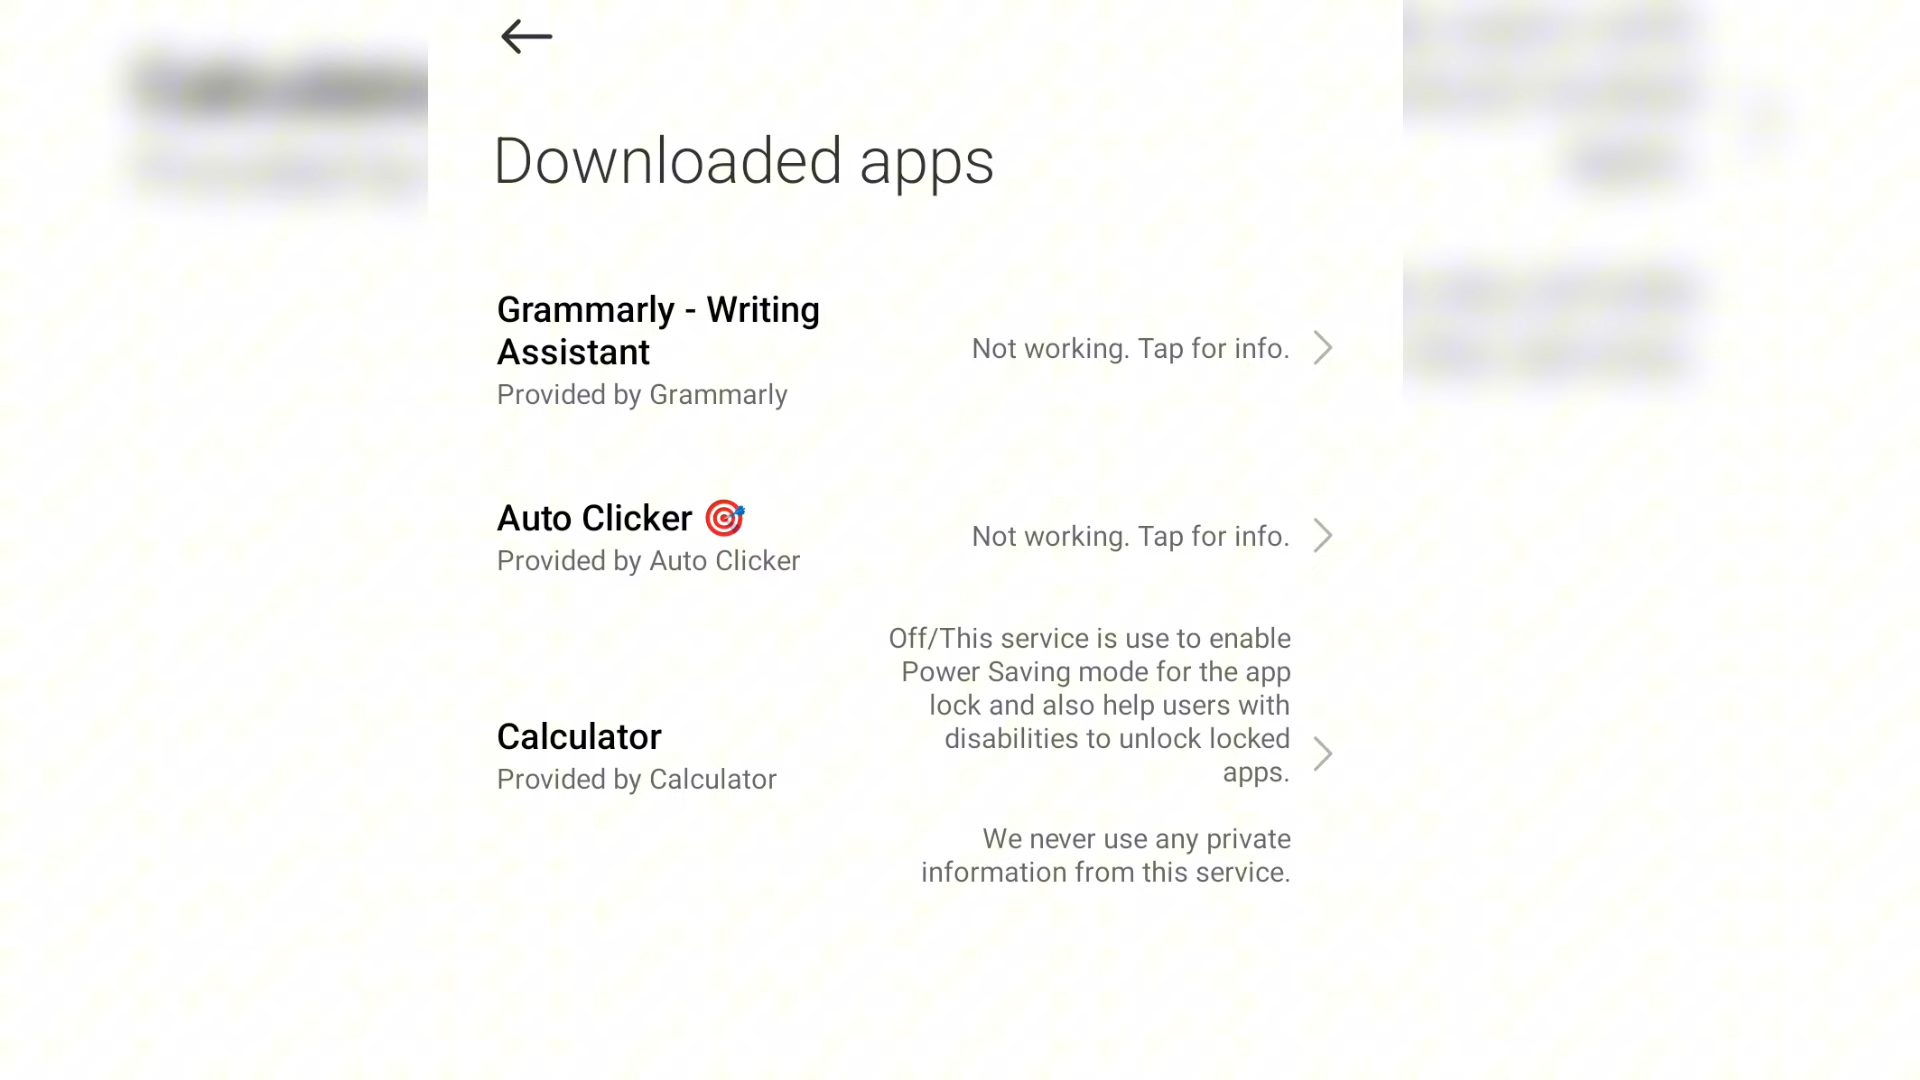 Downloaded apps
Grammarly - Writing
Assistant
Provided by Grammarly
Not working. Tap for info.
Auto Clicker 🎯
Provided by Auto Clicker
Not working. Tap for info.
Calculator
Provided by Calculator
Off/This service is use to enable
Power Saving mode for the app
lock and also help users with
disabilities to unlock locked
apps.
We never use any private
information from this service.